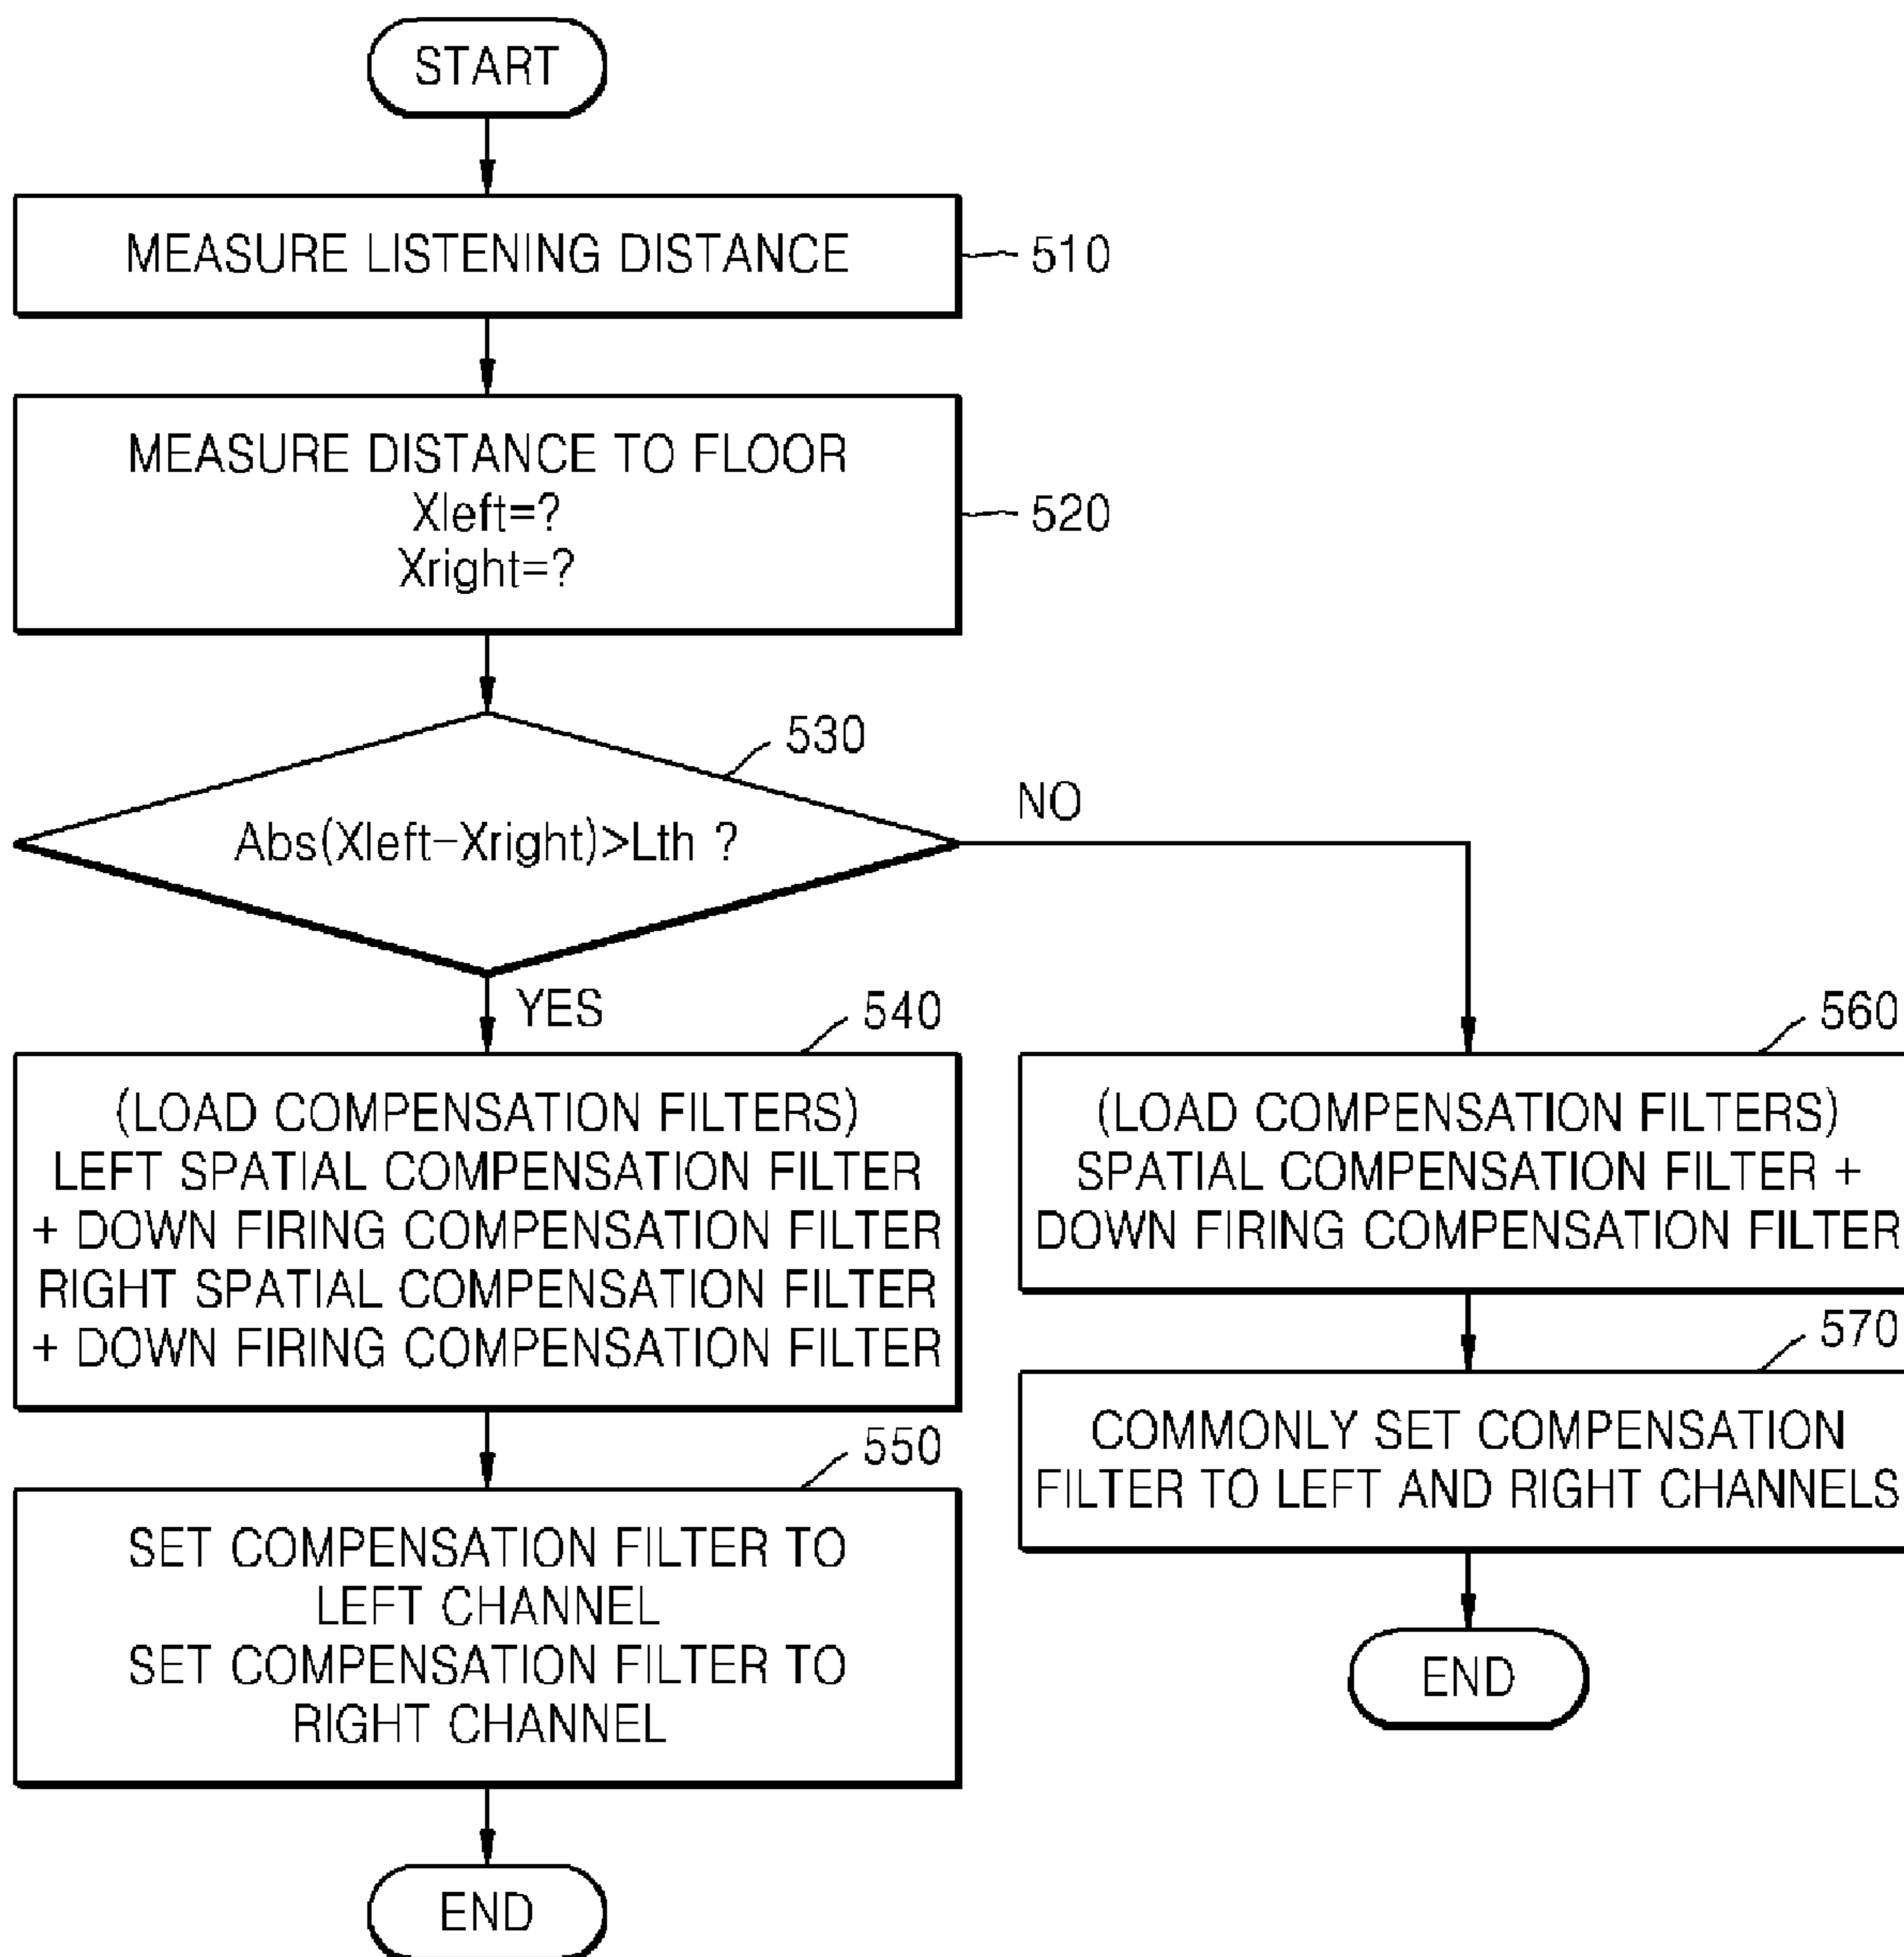 START
MEASURE LISTENING DISTANCE
510
MEASURE DISTANCE TO FLOOR
Xleft=?
Xright=?
520
530
Abs(Xleft-Xright)>Lth ?
NO
YES
540
(LOAD COMPENSATION FILTERS)
LEFT SPATIAL COMPENSATION FILTER
+ DOWN FIRING COMPENSATION FILTER
RIGHT SPATIAL COMPENSATION FILTER
+ DOWN FIRING COMPENSATION FILTER
560
(LOAD COMPENSATION FILTERS)
SPATIAL COMPENSATION FILTER +
DOWN FIRING COMPENSATION FILTER
550
SET COMPENSATION FILTER TO
LEFT CHANNEL
SET COMPENSATION FILTER TO
RIGHT CHANNEL
570
COMMONLY SET COMPENSATION
FILTER TO LEFT AND RIGHT CHANNELS
END
END